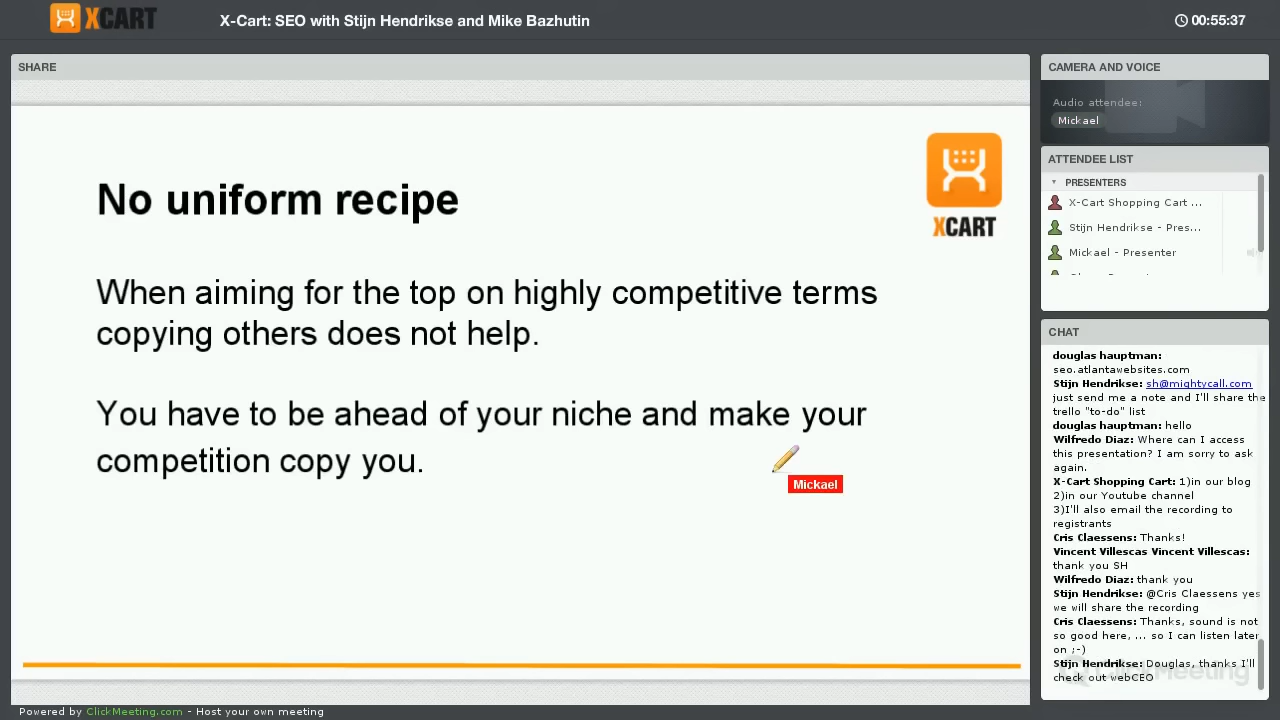 XCART
X-Cart: SEO with Stijn Hendrikse and Mike Bazhutin
00:55:37
SHARE
XCART
No uniform recipe
When aiming for the top on highly competitive terms
copying others does not help.
You have to be ahead of your niche and make your
competition copy you.
Mickael
CAMERA AND VOICE
Audio attendee:
Mickael
ATTENDEE LIST
PRESENTERS
X-Cart Shopping Cart ...
Stijn Hendrikse - Pres...
Mickael - Presenter
CHAT
douglas hauptman:
seo.atlantawebsites.com
Stijn Hendrikse: sh@mightycall.com
just send me a note and I'll share the
trello "to-do" list
douglas hauptman: hello
Wilfredo Diaz: Where can I access
this presentation? I am sorry to ask
again.
X-Cart Shopping Cart: 1)in our blog
2)in our Youtube channel
3)I'll also email the recording to
registrants
Cris Claessens: Thanks!
Vincent Villescas Vincent Villescas:
thank you SH
Wilfredo Diaz: thank you
Stijn Hendrikse: @Cris Claessens yes
we will share the recording
Cris Claessens: Thanks, sound is not
so good here, ... so I can listen later
on ;-)
Stijn Hendrikse: Douglas, thanks I'll
check out webCEO
Powered by ClickMeeting.com - Host your own meeting